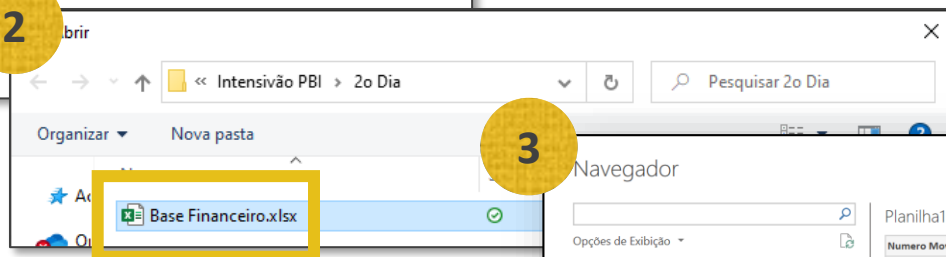 2
brir
« Intensivão PBI > 2o Dia
Pesquisar 2o Dia
Organizar
Nova pasta
3
Navegador
Base Financeiro.xlsx
Planilha1
Opções de Exibição
Numero Mov